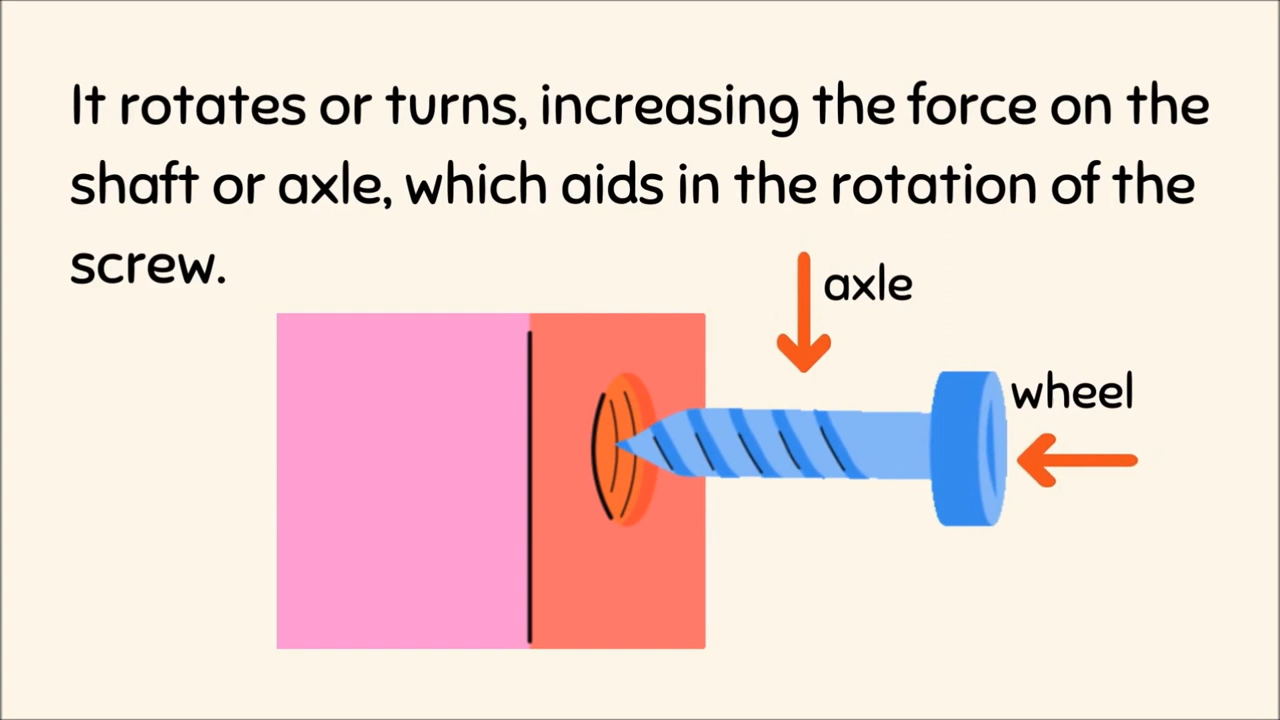 It rotates or turns, increasing the force on the
shaft or axle, which aids in the rotation of the
screw.
axle
wheel